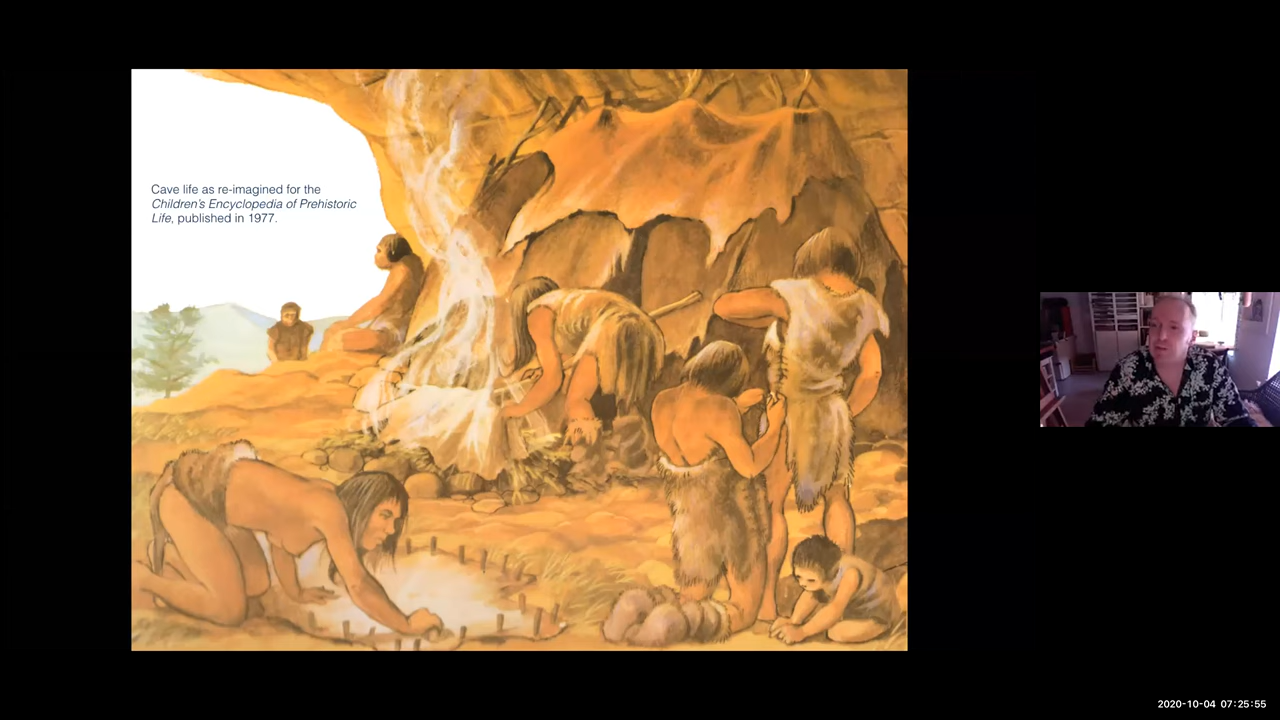 Cave life as re-imagined for the
Children's Encyclopedia of Prehistoric
Life, published in 1977.
2020-10-04 07:25:55